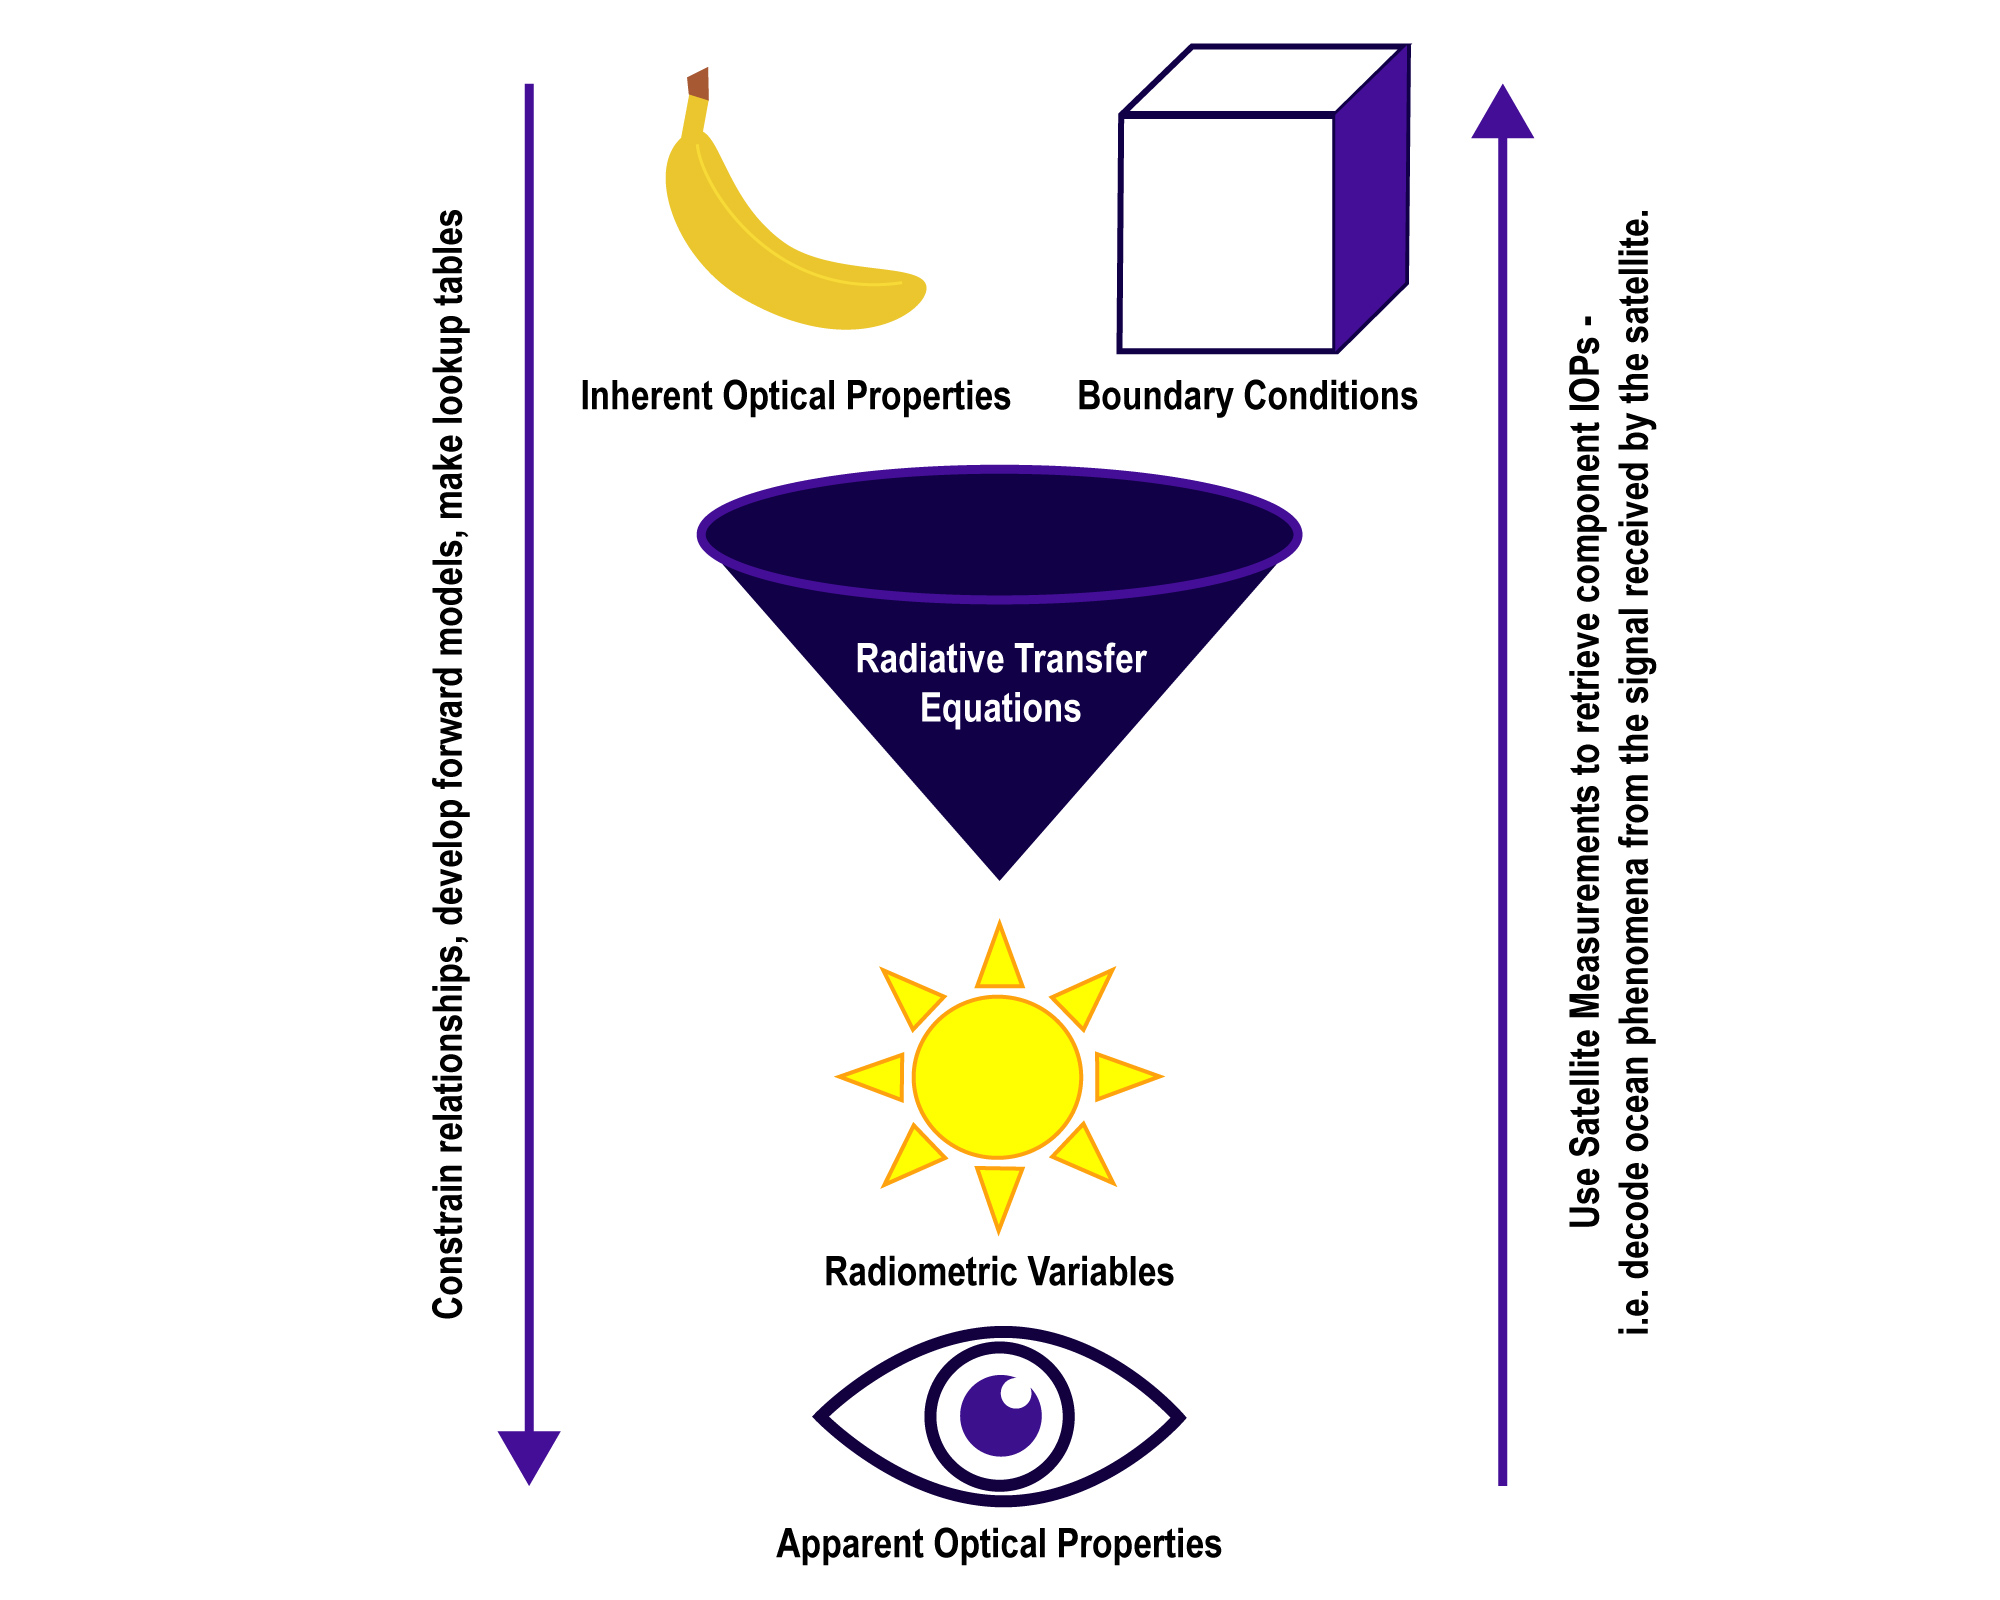 Constrain relationships, develop forward models, make lookup tables
Inherent Optical Properties
Boundary Conditions
Radiative Transfer
Equations
Radiometric Variables
Apparent Optical Properties
Use Satellite Measurements to retrieve component IOPs -
i.e. decode ocean phenomena from the signal received by the satellite.